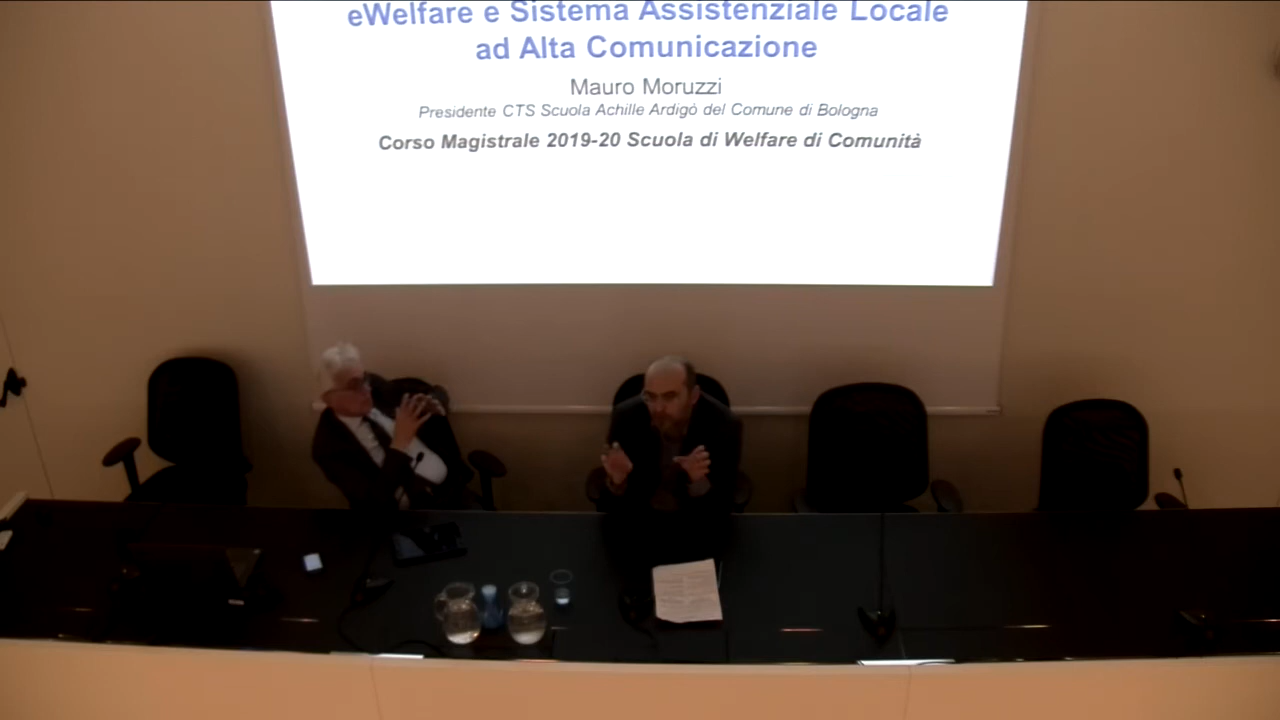 eWelfare e Sistema Assistenziale Locale
ad Alta Comunicazione
Mauro Moruzzi
Presidente CTS Scuola Achille Ardigò del Comune di Bologna
Corso Magistrale 2019-20 Scuola di Welfare di Comunità